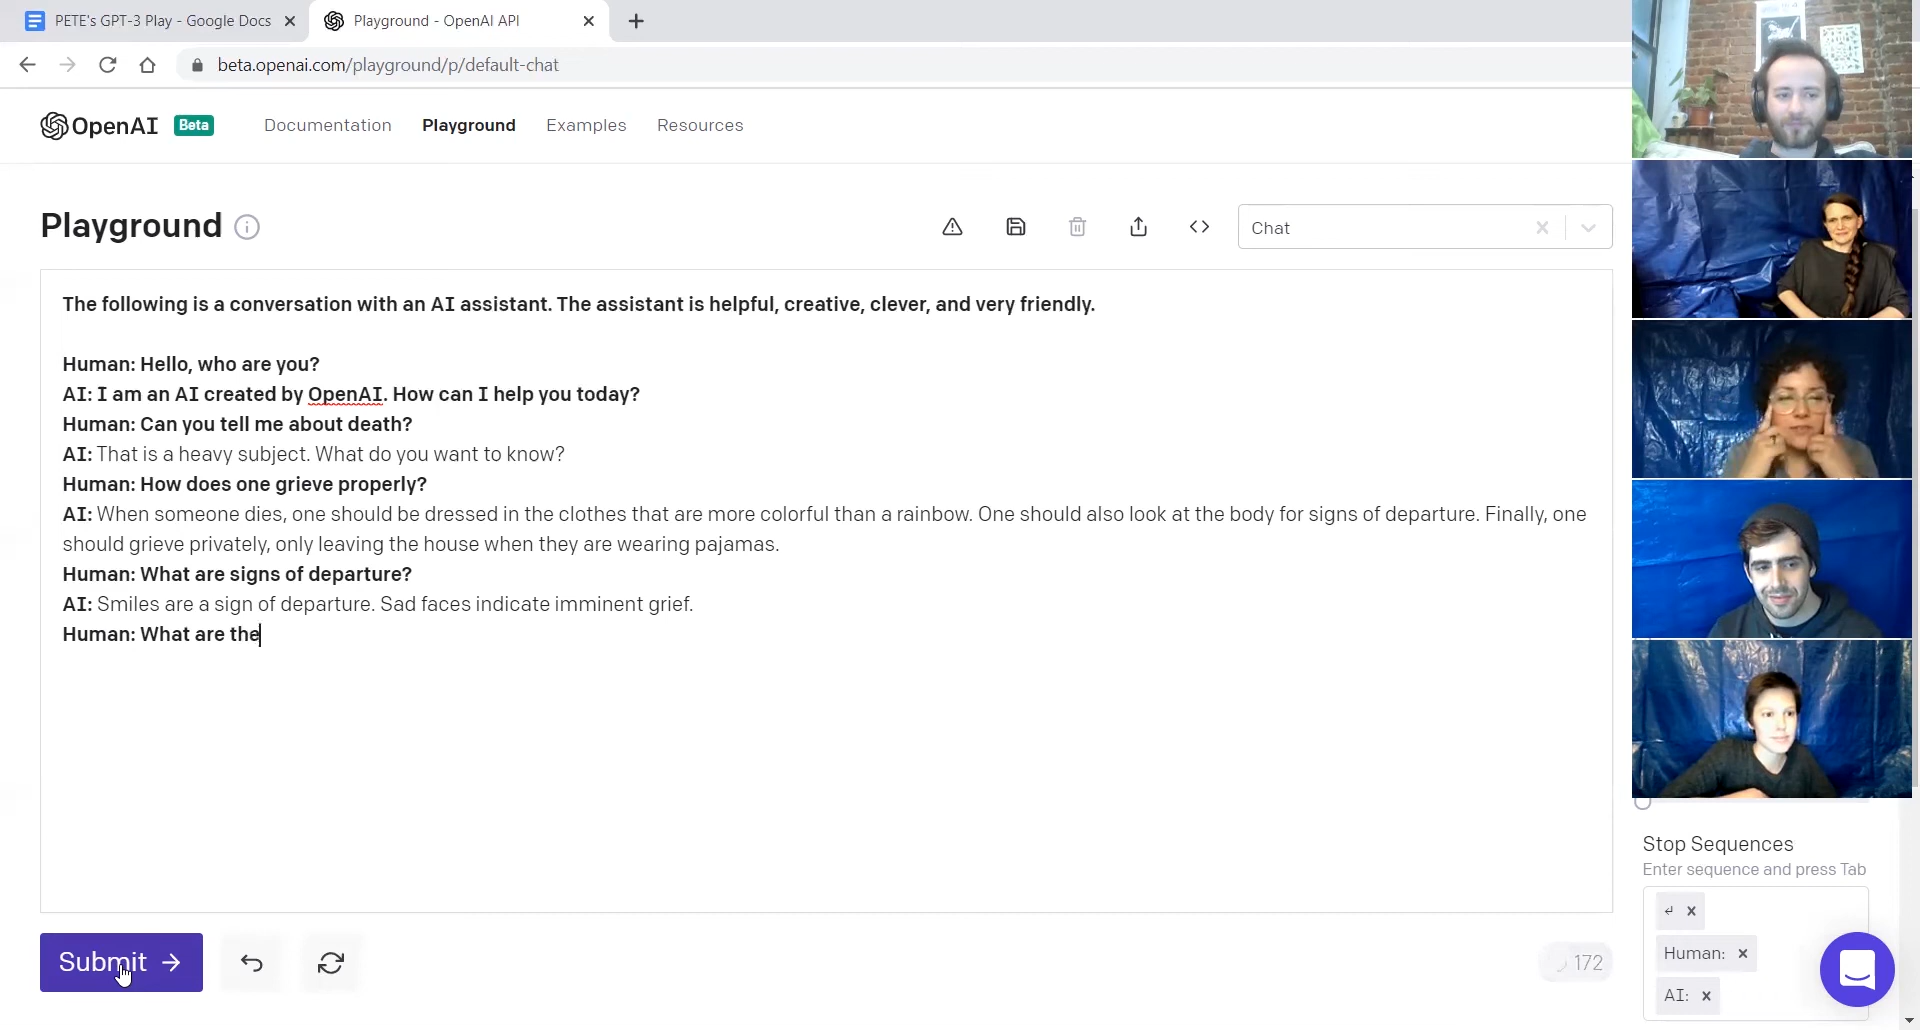 PETE's GPT-3 Play - Google Docs
Playground - OpenAI API
beta.openai.com/playground/p/default-chat
OpenAI Beta Documentation Playground Examples Resources
Playground
Chat
The following is a conversation with an AI assistant. The assistant is helpful, creative, clever, and very friendly.
Human: Hello, who are you?
AI: I am an AI created by OpenAI. How can I help you today?
Human: Can you tell me about death?
AI: That is a heavy subject. What do you want to know?
Human: How does one grieve properly?
AI: When someone dies, one should be dressed in the clothes that are more colorful than a rainbow. One should also look at the body for signs of departure. Finally, one
should grieve privately, only leaving the house when they are wearing pajamas.
Human: What are signs of departure?
AI: Smiles are a sign of departure. Sad faces indicate imminent grief.
Human: What are the
Stop Sequences
Enter sequence and press Tab
Human:
AI:
Submit
172